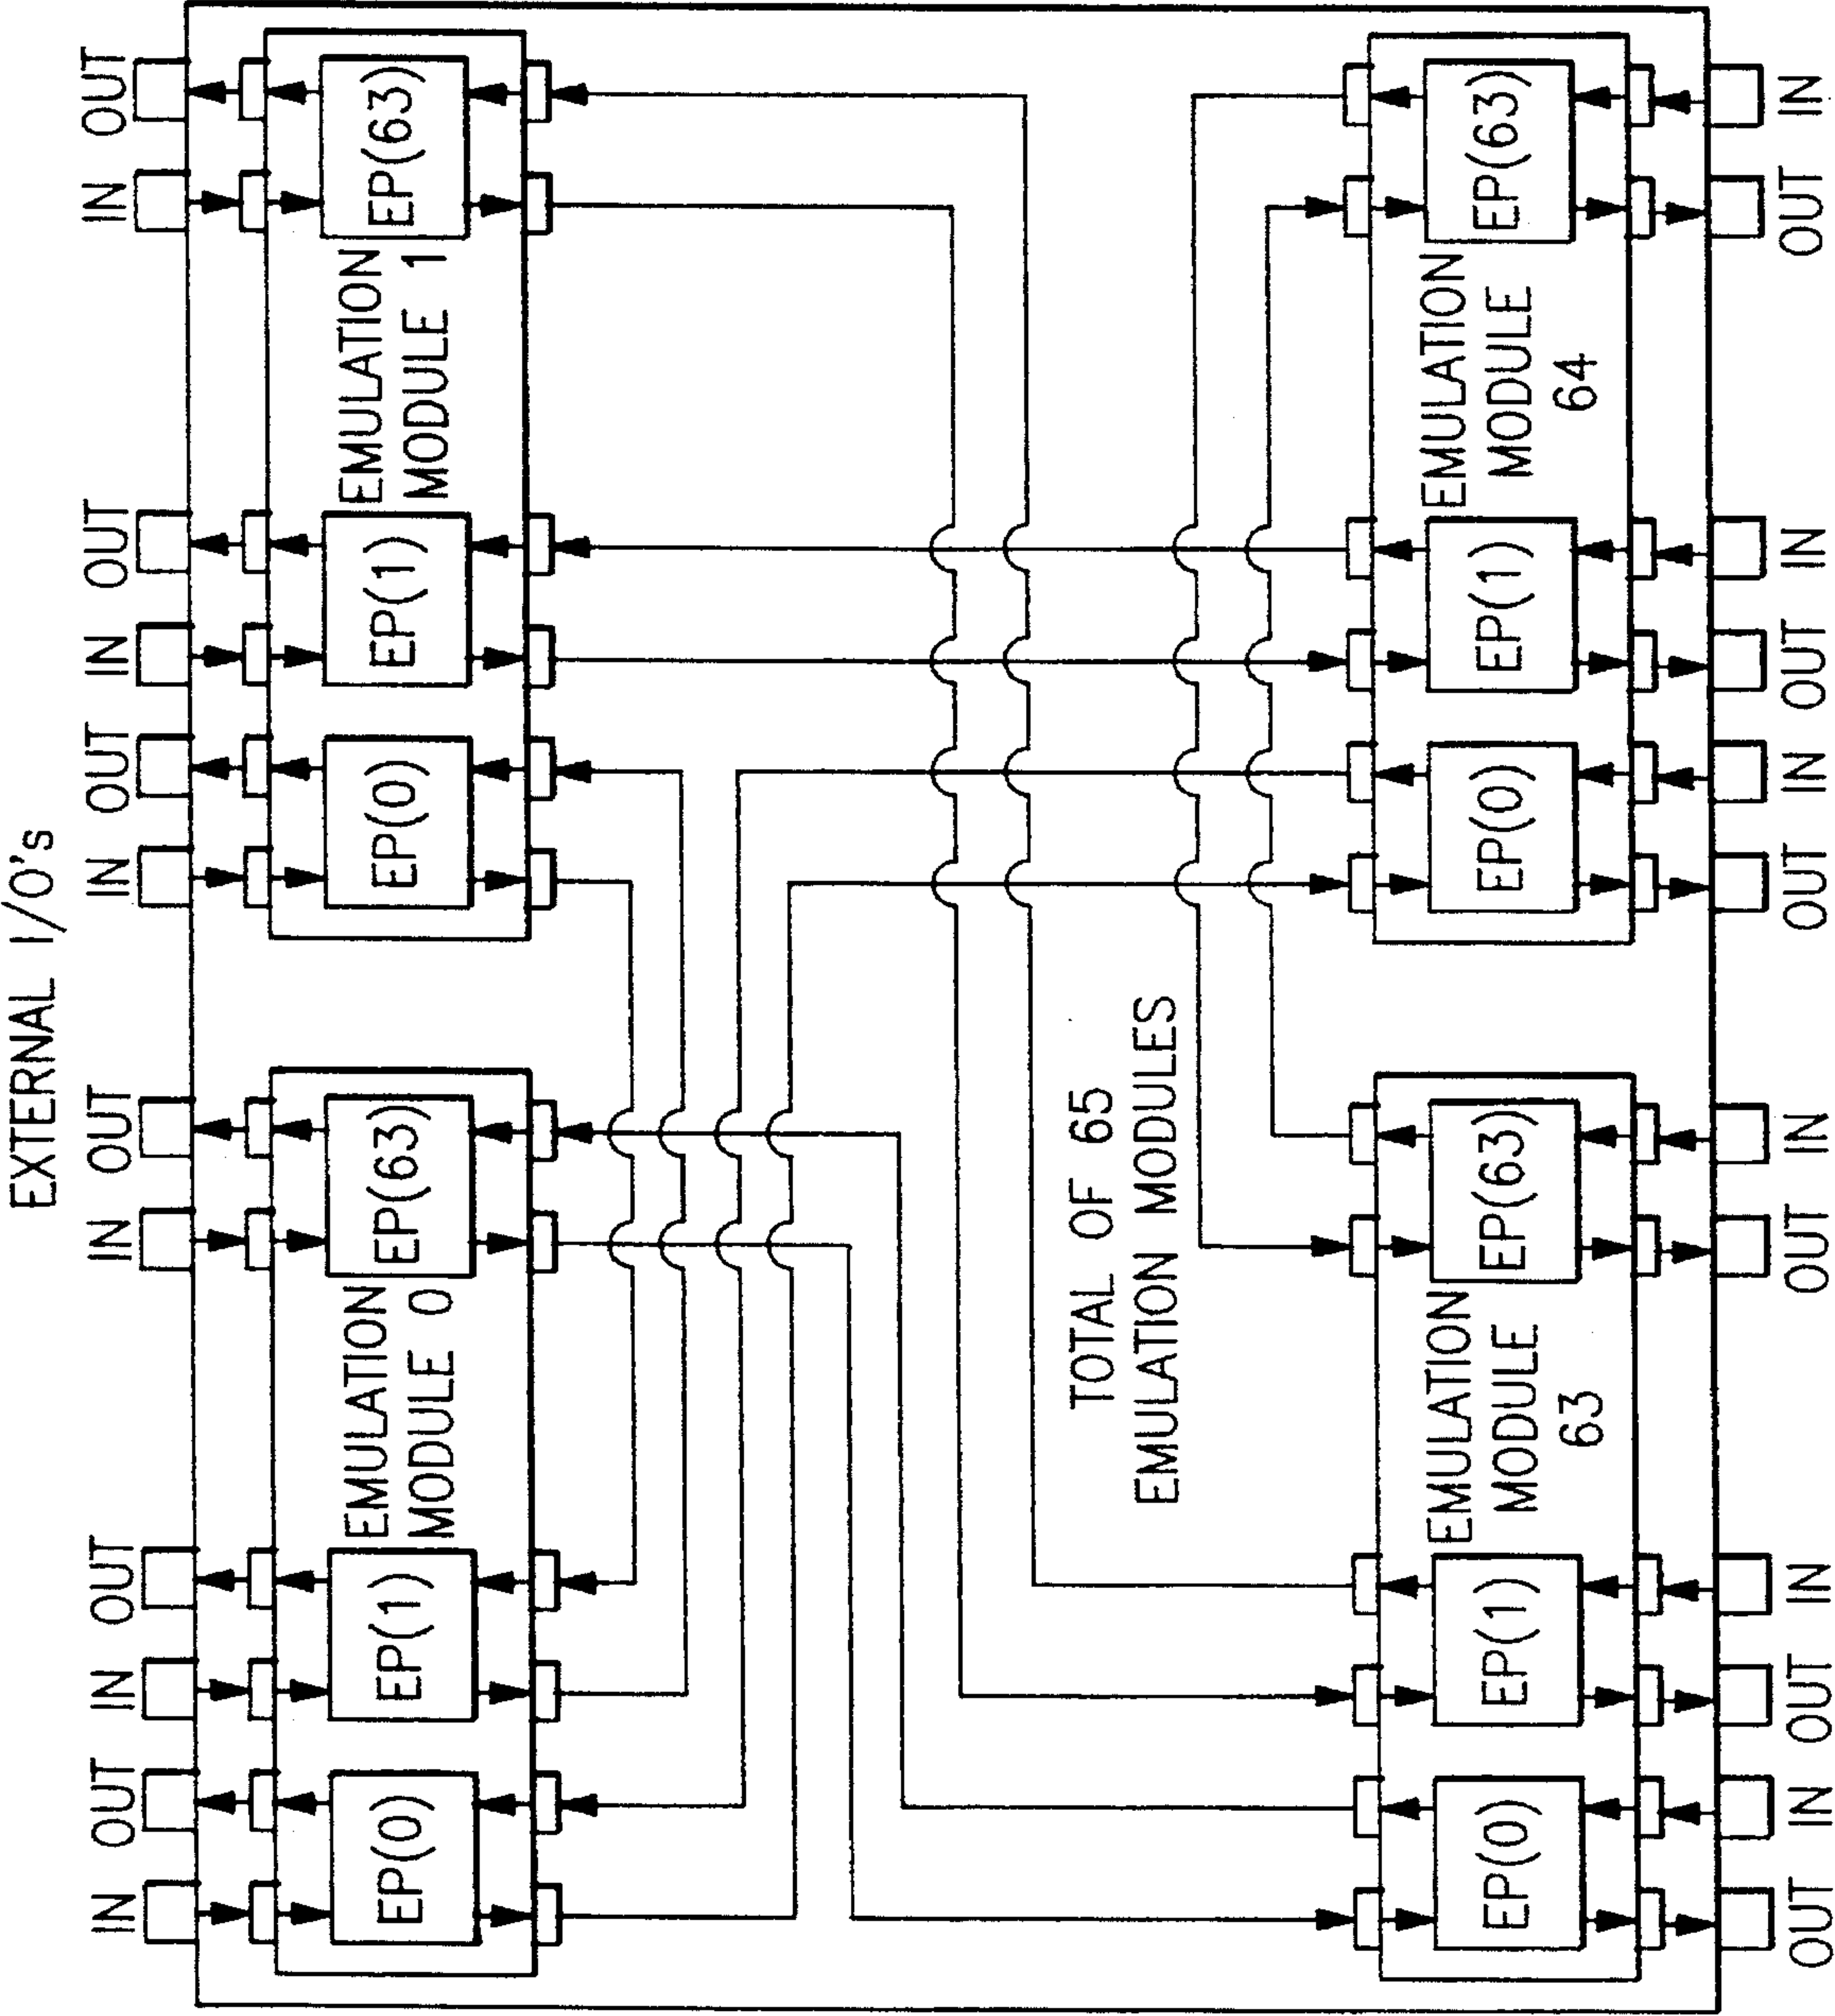 EXTERNAL I/O's
IN OUT IN OUT IN OUT IN OUT IN OUT IN OUT
EP(0)
EP(1)
EMULATION
MODULE 0
EP(63)
EP(0)
EP(1)
EMULATION
MODULE 1
EP(63)
TOTAL OF 65
EMULATION MODULES
EP(0)
EP(1)
EMULATION
MODULE
63
EP(63)
EP(0)
EP(1)
EMULATION
MODULE
64
EP(63)
OUT IN OUT IN OUT IN OUT IN OUT IN OUT IN